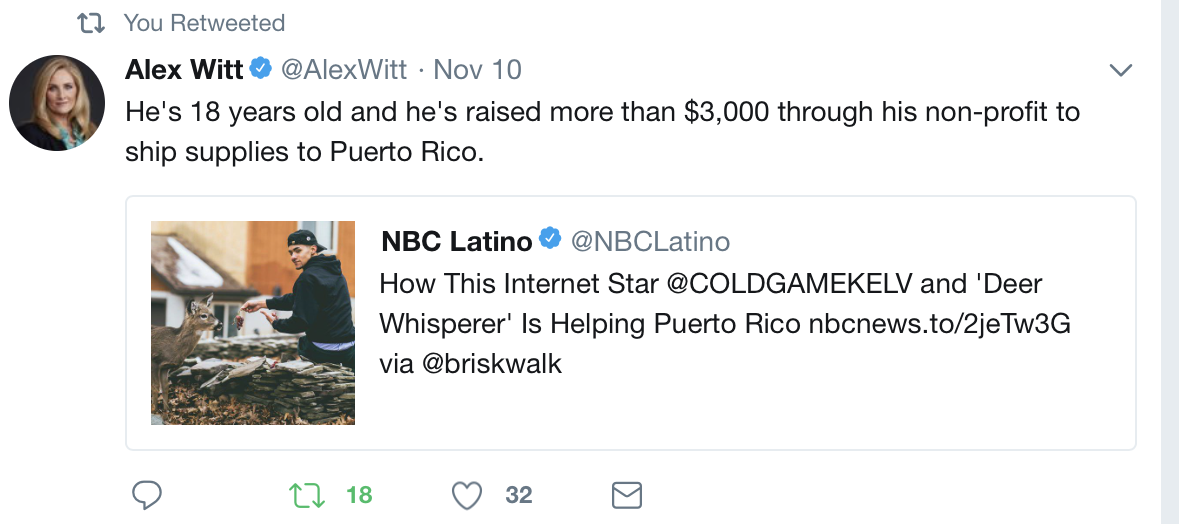 You Retweeted
Alex Witt @AlexWitt · Nov 10
He's 18 years old and he's raised more than $3,000 through his non-profit to
ship supplies to Puerto Rico.
NBC Latino @NBCLatino
How This Internet Star @COLDGAMEKELV and 'Deer
Whisperer' Is Helping Puerto Rico nbcnews.to/2jeTw3G
via @briskwalk
18 32